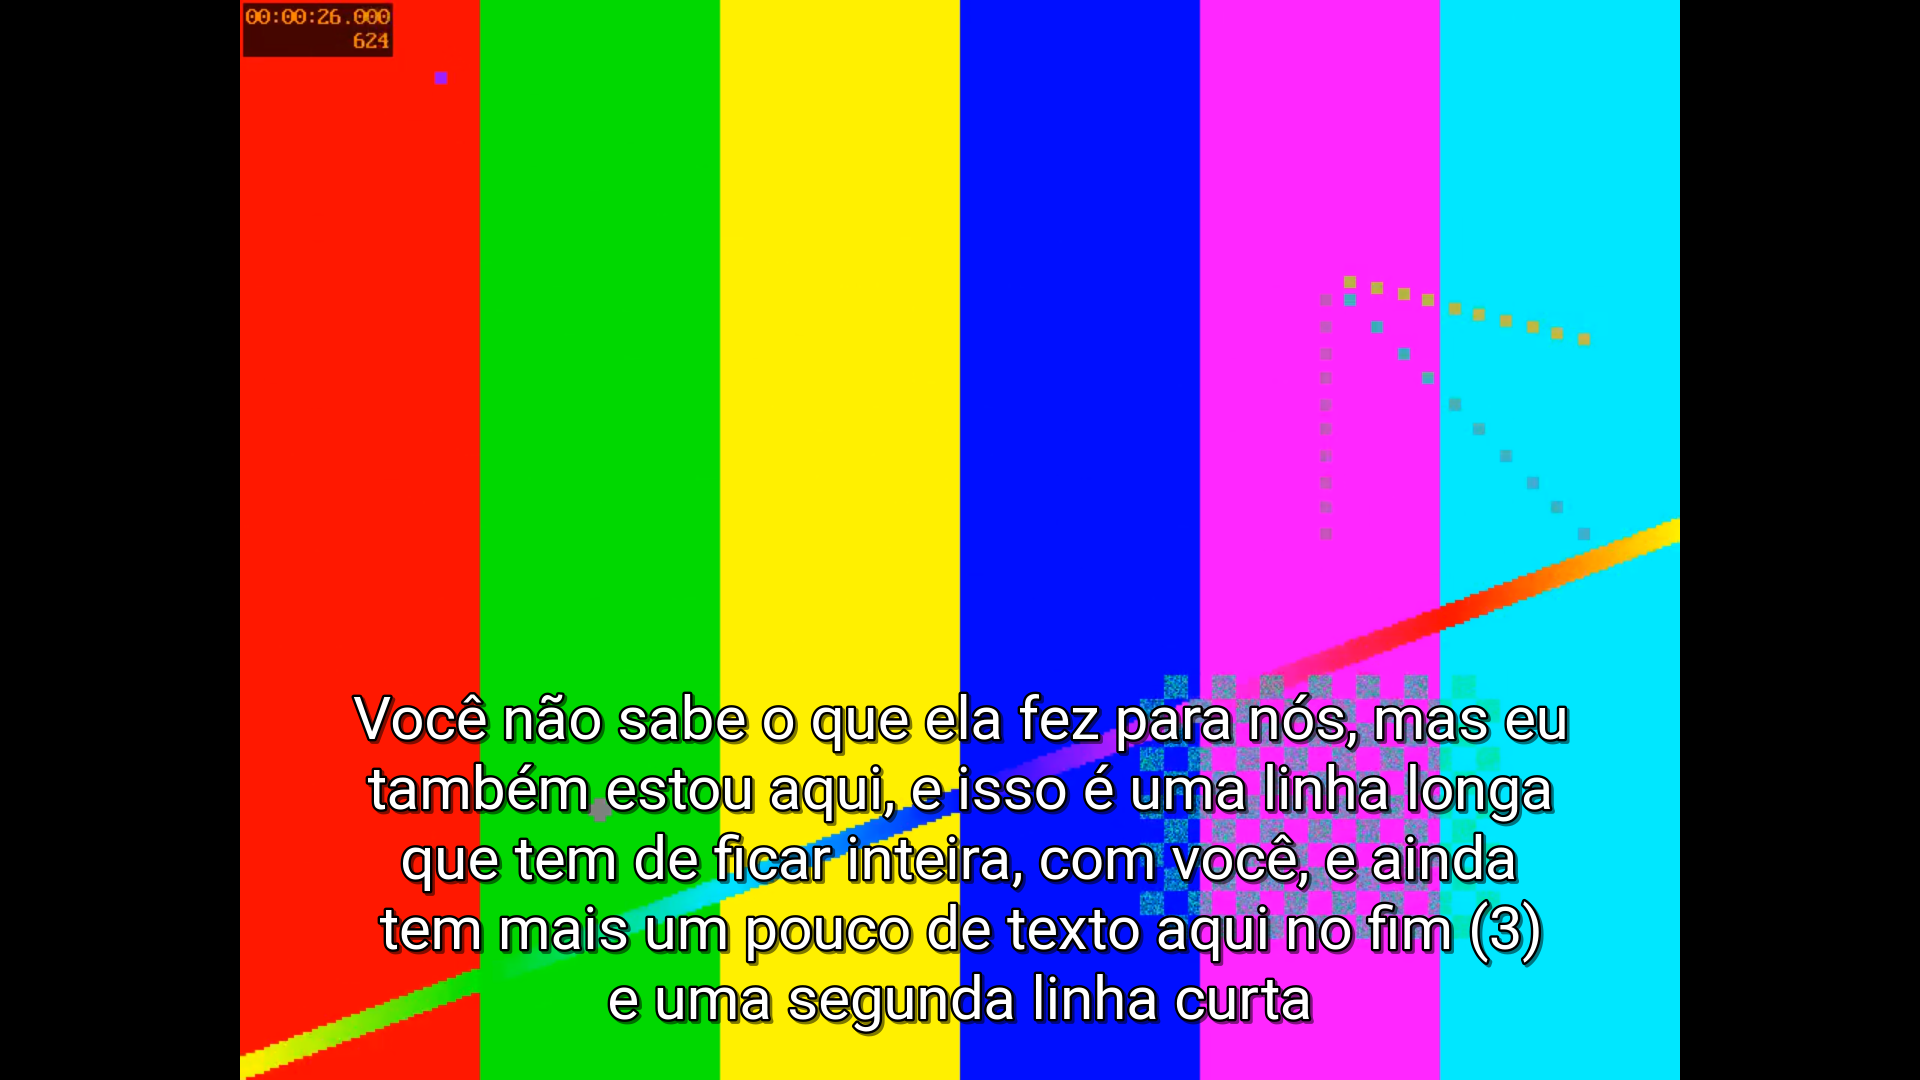 00:00:26.000
624
Você não sabe o que ela fez para nós, mas eu
também estou aqui, e isso é uma linha longa
que tem de ficar inteira, com você, e ainda
tem mais um pouco de texto aqui no fim (3)
e uma segunda linha curta